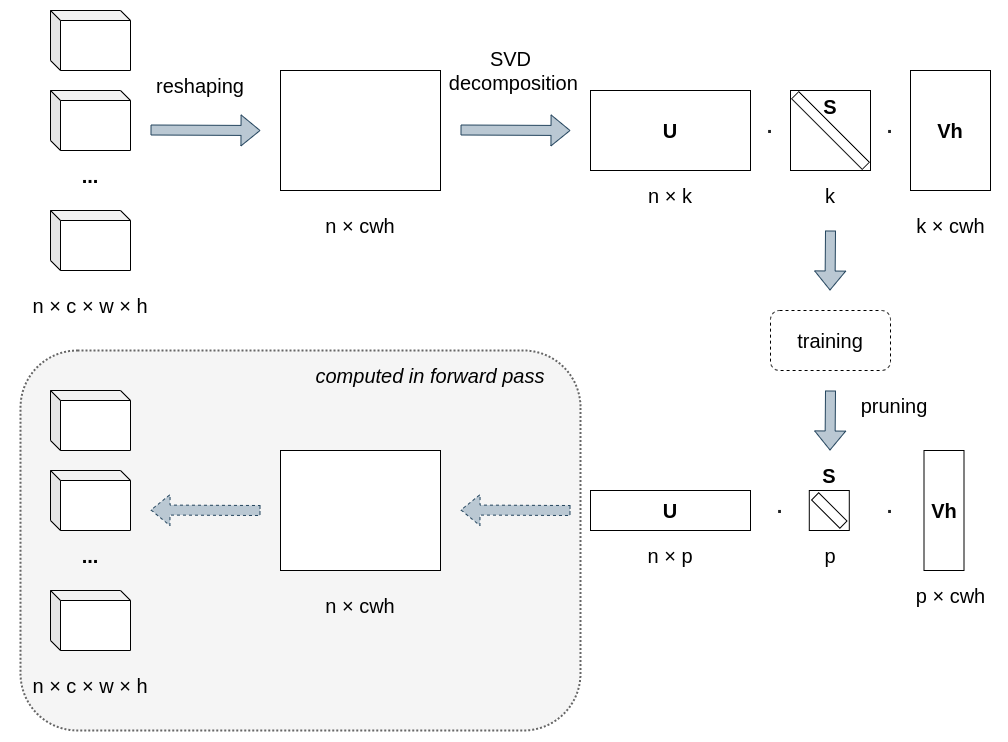 reshaping
SVD
decomposition
U
·
S
·
Vh
...
n × k
k
n × cwh
k × cwh
n × c × w × h
training
computed in forward pass
pruning
S
U
·
·
Vh
...
n × p
p
n × cwh
p × cwh
n × c × w × h